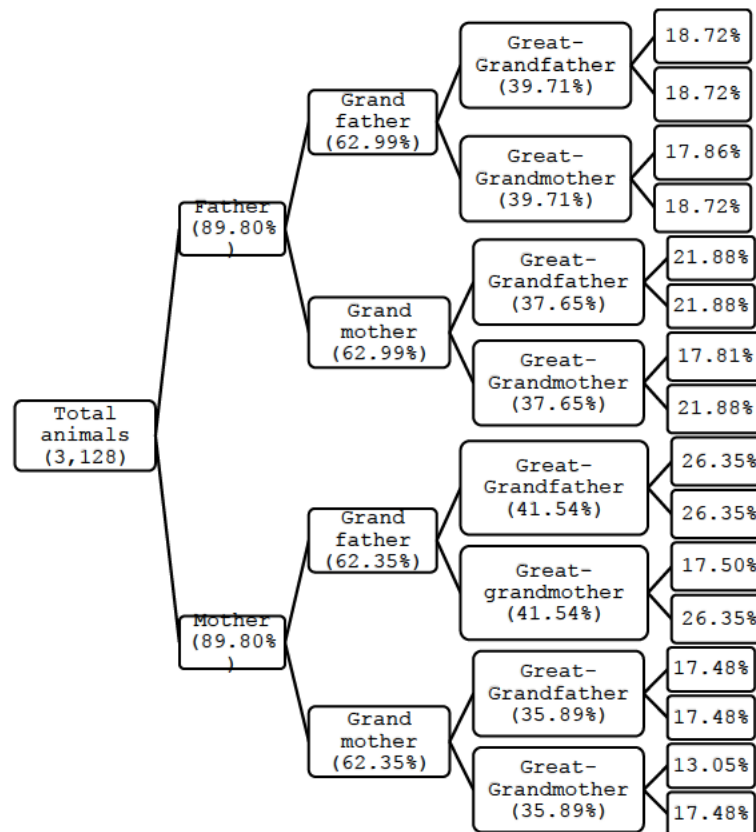 Total
animals
(3,128)
Father
(89.80%
)
Mother
(89.80%
)
Grand
father
(62.99%)
Grand
mother
(62.99%)
Grand
father
(62.35%)
Grand
mother
(62.35%)
Great-
Grandfather
(39.71%)
Great-
Grandmother
(39.71%)
Great-
Grandfather
(37.65%)
Great-
Grandmother
(37.65%)
Great-
Grandfather
(41.54%)
Great-
grandmother
(41.54%)
Great-
Grandfather
(35.89%)
Great-
Grandmother
(35.89%)
18.72%
18.72%
17.86%
18.72%
21.88%
21.88%
17.81%
21.88%
26.35%
26.35%
17.50%
26.35%
17.48%
17.48%
13.05%
17.48%